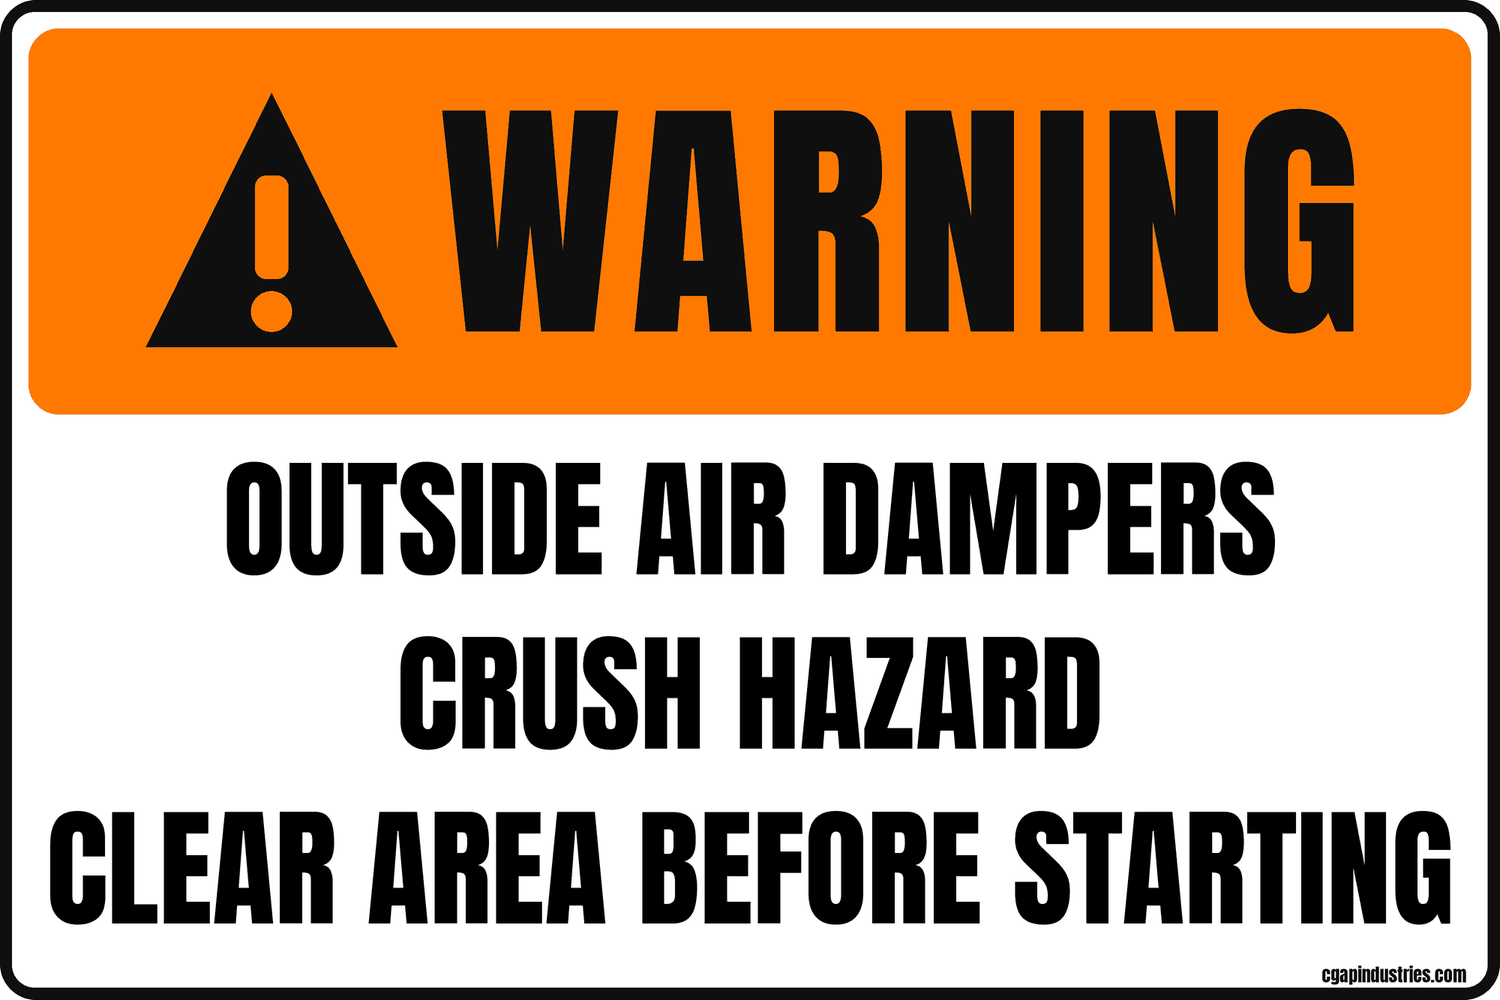 WARNING
OUTSIDE AIR DAMPERS
CRUSH HAZARD
CLEAR AREA BEFORE STARTING
cgapindustries.com